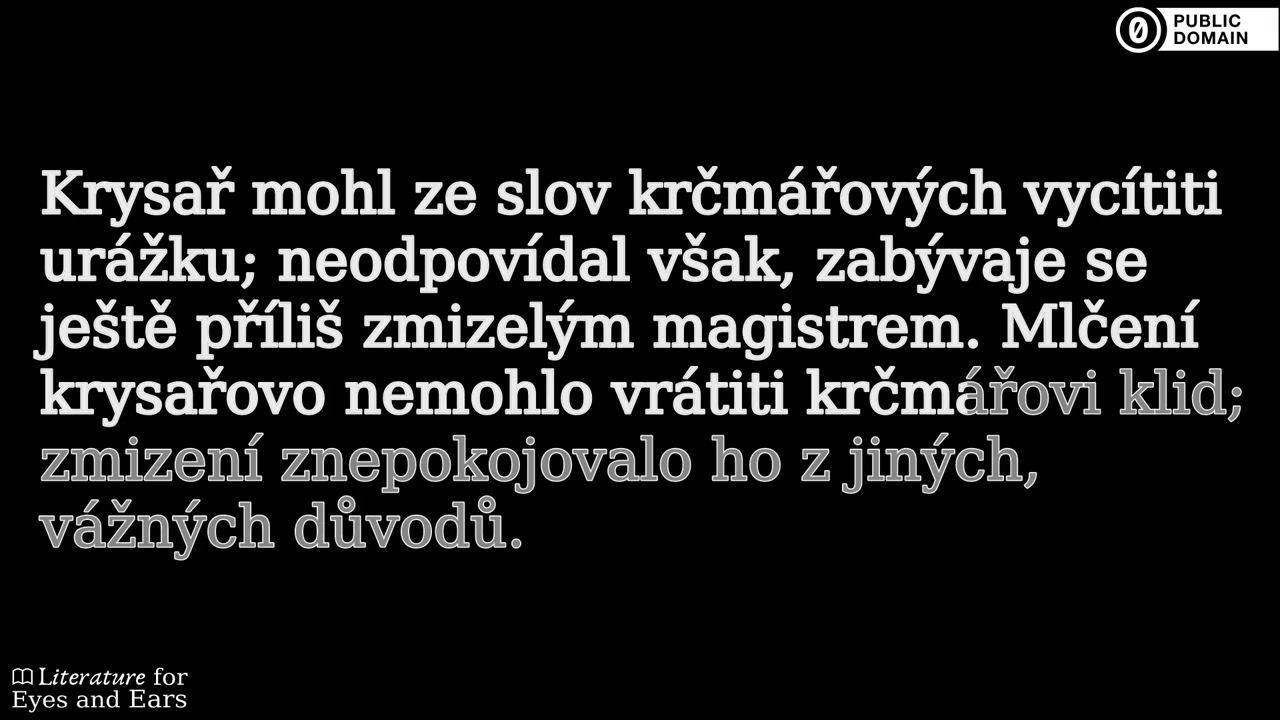 PUBLIC
DOMAIN
Krysař mohl ze slov krčmářových vycítiti
urážku; neodpovídal však, zabývaje se
ještě příliš zmizelým magistrem. Mlčení
krysařovo nemohlo vrátiti krčmářovi klid;
zmizení znepokojovalo ho z jiných,
vážných důvodů.
Literature for
Eyes and Ears